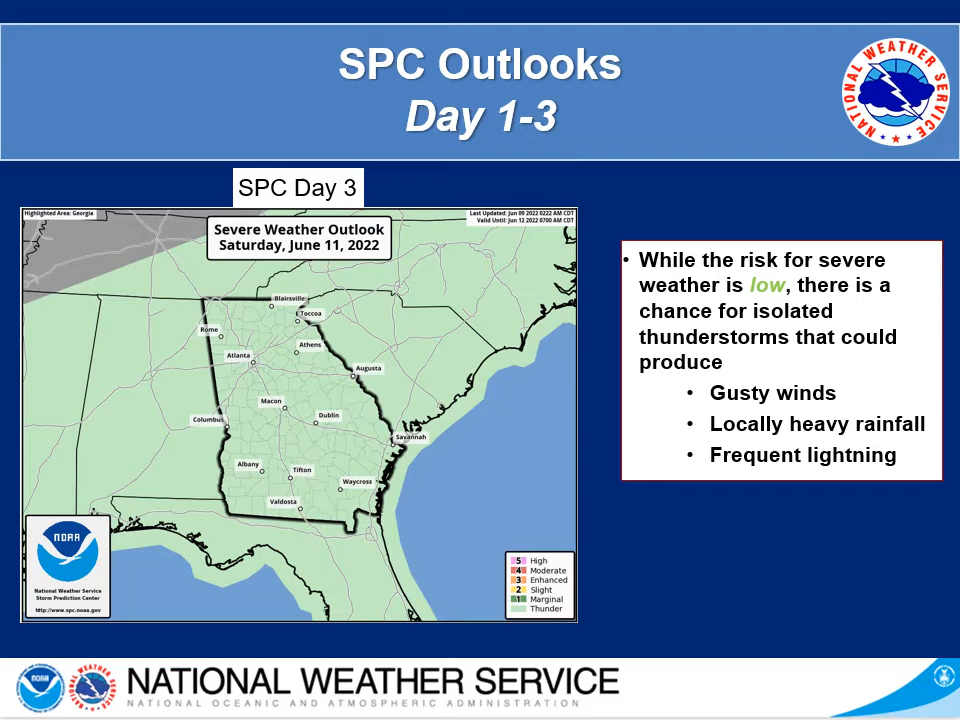 SPC Outlooks
Day 1-3
NATIONAL WEATHER SERVICE
SPC Day 3
Highlighted Area: Georgia
Last Updated: Jun 09 2022 0222 AM CDT
Valid Until: Jun 12 2022 0700 AM CDT
Severe Weather Outlook
Saturday, June 11, 2022
Blairsville
Toccoa
Rome
Athens
Atlanta
Augusta
Macon
Dublin
Columbus
Savannah
Albany
Tifton
Waycross
Valdosta
NOAA
National Weather Service
Storm Prediction Center
http://www.spc.noaa.gov
5 High
4 Moderate
3 Enhanced
2 Slight
1 Marginal
Thunder
• While the risk for severe
weather is low, there is a
chance for isolated
thunderstorms that could
produce
• Gusty winds
• Locally heavy rainfall
• Frequent lightning
NOAA
NATIONAL WEATHER SERVICE
NATIONAL WEATHER SERVICE
NATIONAL OCEANIC AND ATMOSPHERIC ADMINISTRATION